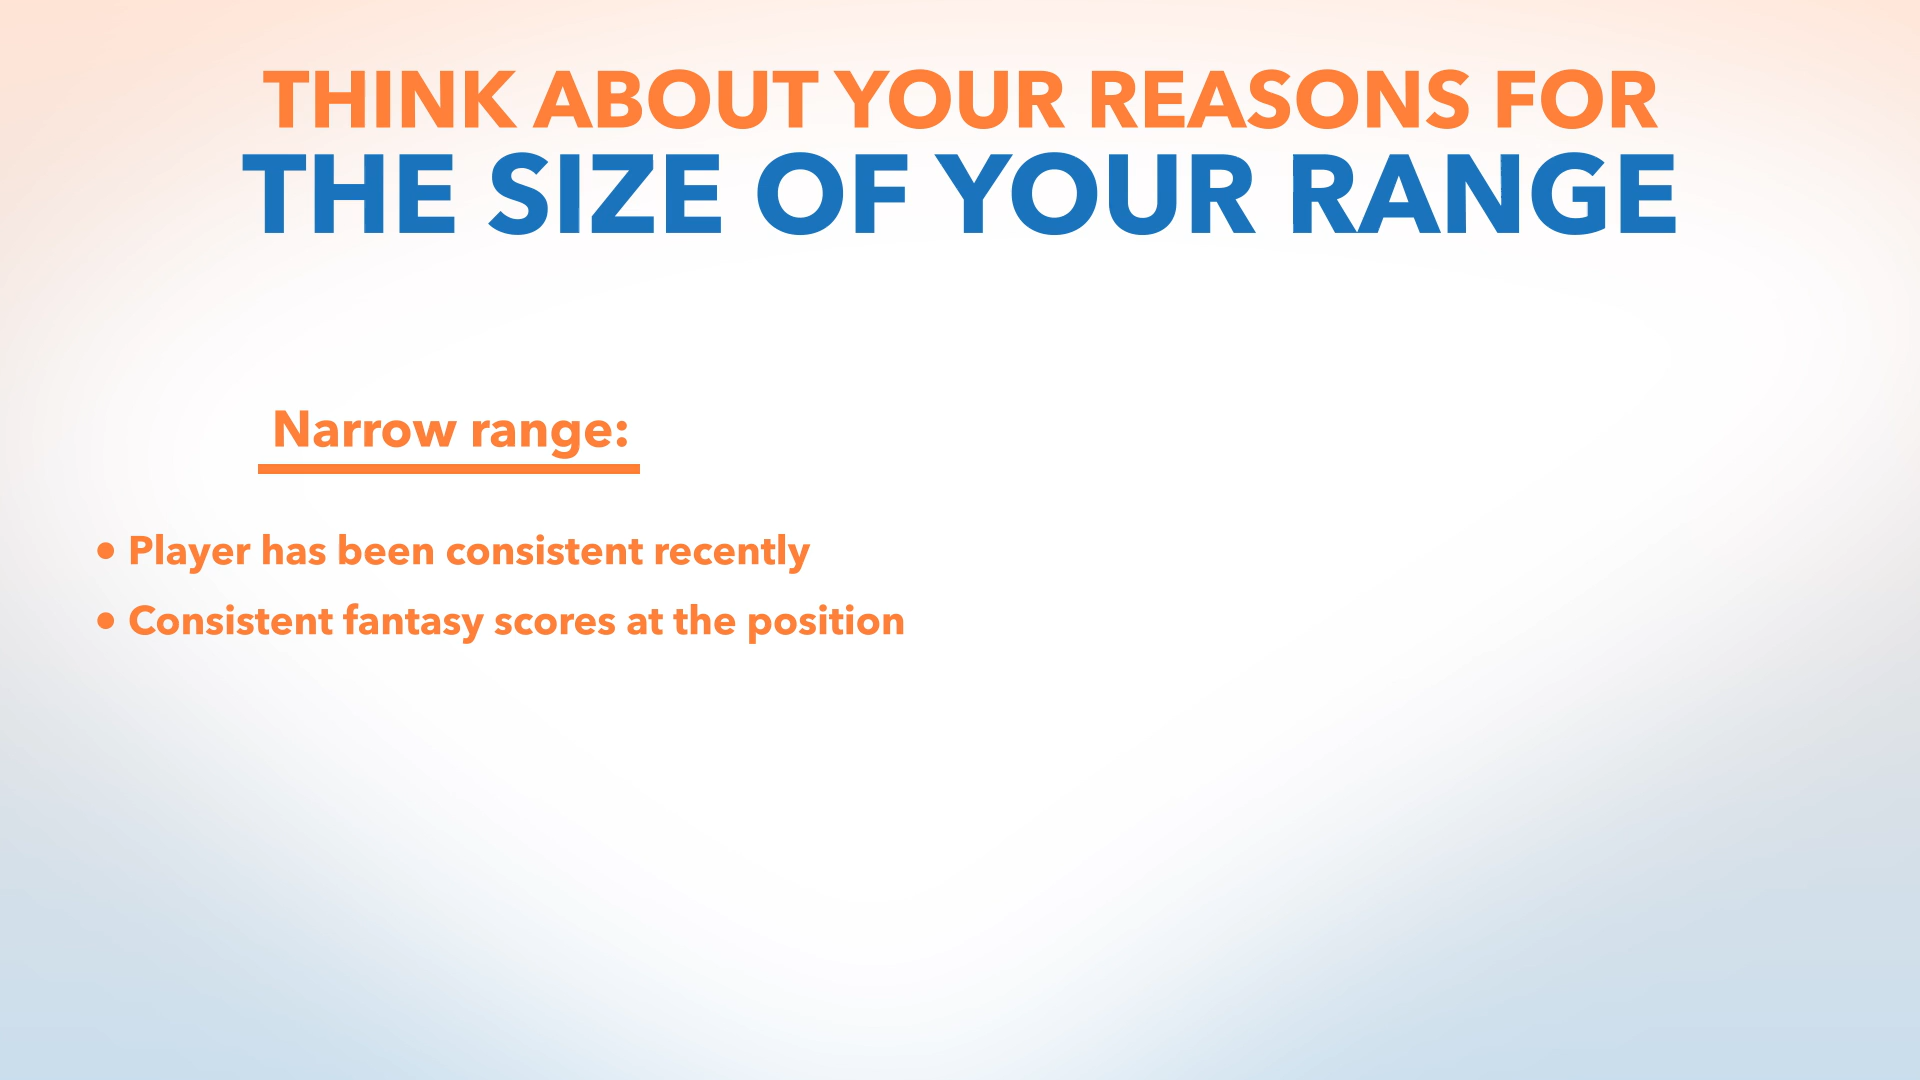 THINK ABOUT YOUR REASONS FOR
THE SIZE OF YOUR RANGE
Narrow range:
• Player has been consistent recently
• Consistent fantasy scores at the position